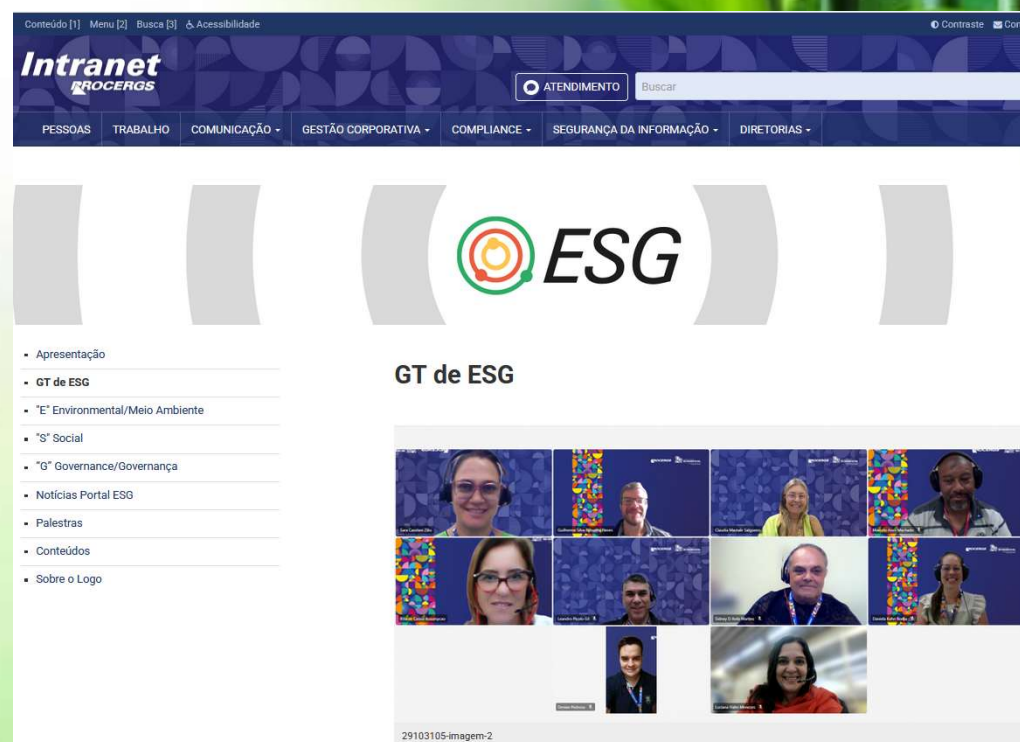 Conteúdo [1] Menu [2] Busca [3] Acessibilidade
Contraste Con
Intranet
PROCERGS
ATENDIMENTO
Buscar
PESSOAS TRABALHO COMUNICAÇÃO GESTÃO CORPORATIVA COMPLIANCE SEGURANÇA DA INFORMAÇÃO DIRETORIAS
ESG
Apresentação
GT de ESG
"E" Environmental/Meio Ambiente
"S" Social
"G" Governance/Governança
Notícias Portal ESG
Palestras
Conteúdos
Sobre o Logo
GT de ESG
29103105-imagem-2